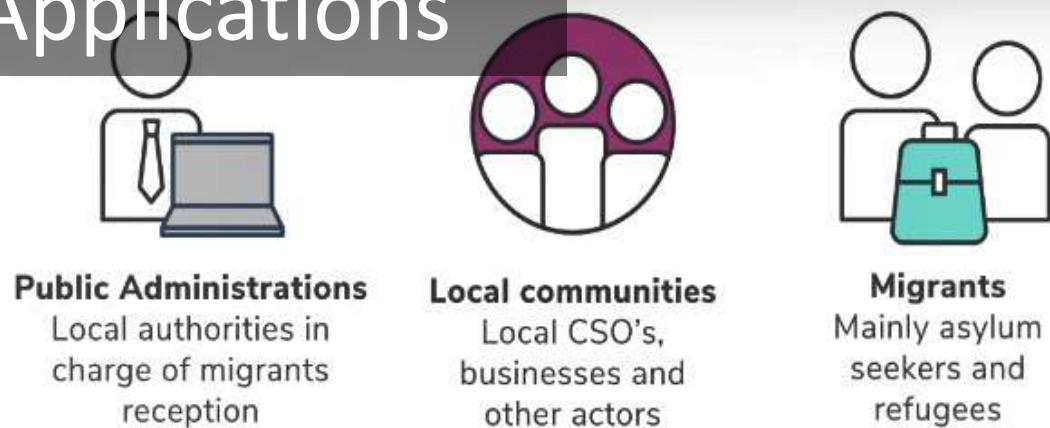 Applications
Public Administrations
Local authorities in
charge of migrants
reception
Local communities
Local CSO's,
businesses and
other actors
Migrants
Mainly asylum
seekers and
refugees